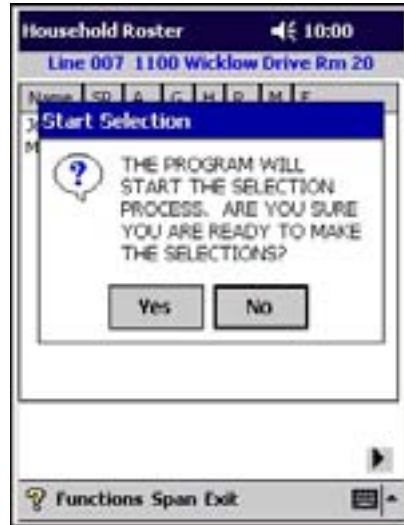 Household Roster 10:00
Line 007 1100 Wicklow Drive Rm 20
Name SP A G H R M E
Start Selection
THE PROGRAM WILL
START THE SELECTION
PROCESS. ARE YOU SURE
YOU ARE READY TO MAKE
THE SELECTIONS?
Yes No
Functions Span Exit